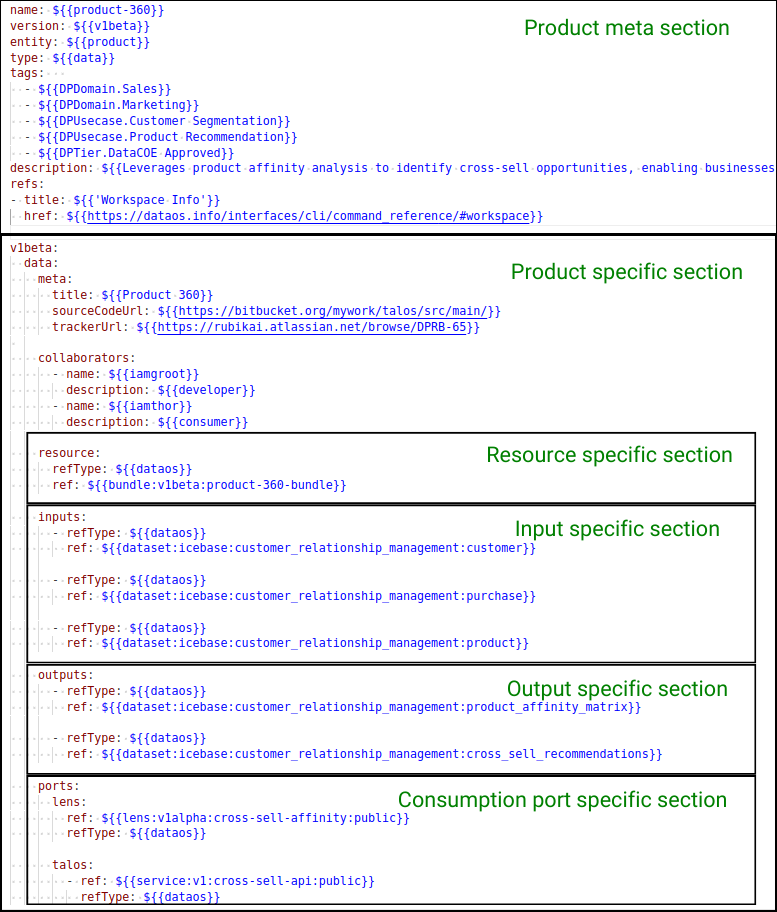 name: ${{product-360}}
Product meta section
version: ${{v1beta}}
entity: ${{product}}
type: ${{data}}
tags:
- ${{DPDomain.Sales}}
- ${{DPDomain.Marketing}}
- ${{DPUsecase.Customer Segmentation}}
- ${{DPUsecase.Product Recommendation}}
- ${{DPTier.DataCOE Approved}}
description: ${{Leverages product affinity analysis to identify cross-sell opportunities, enabling businesses
refs:
- title: ${{'Workspace Info'}}
href: ${{https://dataos.info/interfaces/cli/command_reference/#workspace}}
v1beta:
data:
Product specific section
meta:
title: ${{Product 360}}
sourceCodeUrl: ${{https://bitbucket.org/mywork/talos/src/main/}}
trackerUrl: ${{https://rubikai.atlassian.net/browse/DPRB-65}}
collaborators:
- name: ${{iamgroot}}
description: ${{developer}}
- name: ${{iamthor}}
description: ${{consumer}}
resource:
Resource specific section
refType: ${{dataos}}
ref: ${{bundle:v1beta:product-360-bundle}}
inputs:
Input specific section
- refType: ${{dataos}}
ref: ${{dataset:icebase:customer_relationship_management:customer}}
- refType: ${{dataos}}
ref: ${{dataset:icebase:customer_relationship_management:purchase}}
- refType: ${{dataos}}
ref: ${{dataset:icebase:customer_relationship_management:product}}
outputs:
Output specific section
- refType: ${{dataos}}
ref: ${{dataset:icebase:customer_relationship_management:product_affinity_matrix}}
- refType: ${{dataos}}
ref: ${{dataset:icebase:customer_relationship_management:cross_sell_recommendations}}
ports:
Consumption port specific section
lens:
ref: ${{lens:v1alpha:cross-sell-affinity:public}}
refType: ${{dataos}}
talos:
- ref: ${{service:v1:cross-sell-api:public}}
refType: ${{dataos}}